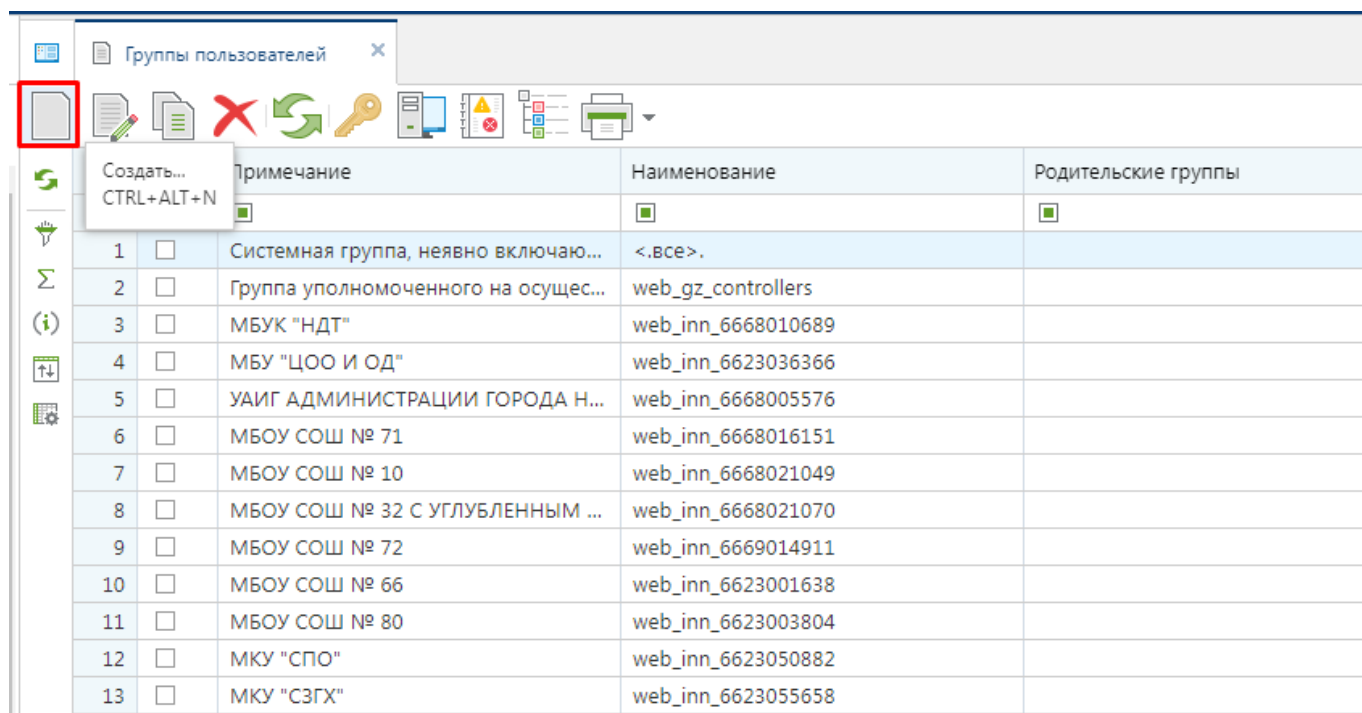 Группы пользователей
Создать...
CTRL+ALT+N
Примечание Наименование Родительские группы
1 Системная группа, неявно включаю... <.все>.
2 Группа уполномоченного на осущес... web_gz_controllers
3 МБУК "НДТ" web_inn_6668010689
4 МБУ "ЦОО И ОД" web_inn_6623036366
5 УАИГ АДМИНИСТРАЦИИ ГОРОДА Н... web_inn_6668005576
6 МБОУ СОШ № 71 web_inn_6668016151
7 МБОУ СОШ № 10 web_inn_6668021049
8 МБОУ СОШ № 32 С УГЛУБЛЕННЫМ ... web_inn_6668021070
9 МБОУ СОШ № 72 web_inn_6669014911
10 МБОУ СОШ № 66 web_inn_6623001638
11 МБОУ СОШ № 80 web_inn_6623003804
12 МКУ "СПО" web_inn_6623050882
13 МКУ "СЗГХ" web_inn_6623055658